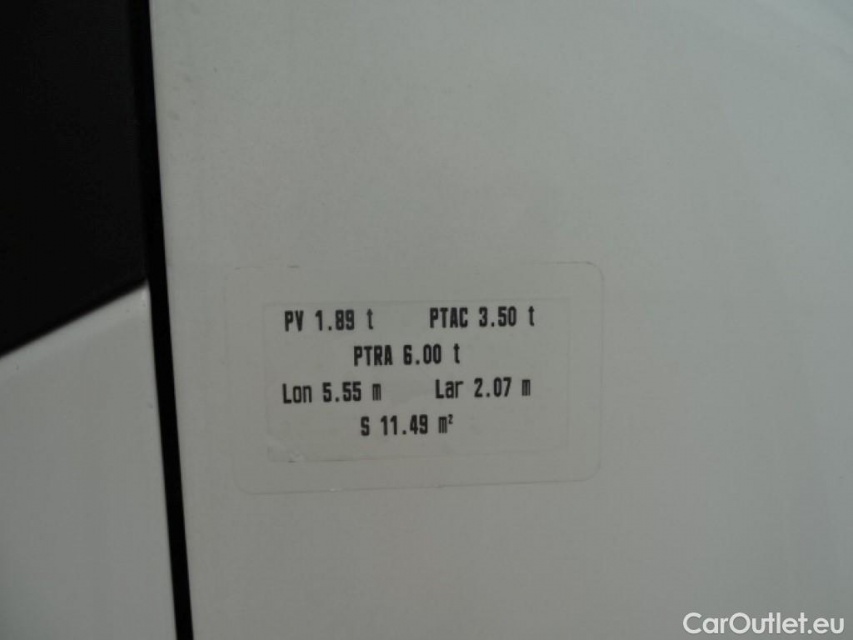 PV 1.89 t PTAC 3.50 t
PTRA 6.00 t
Lon 5.55 m Lar 2.07 m
S 11.49 m²
CarOutlet.eu